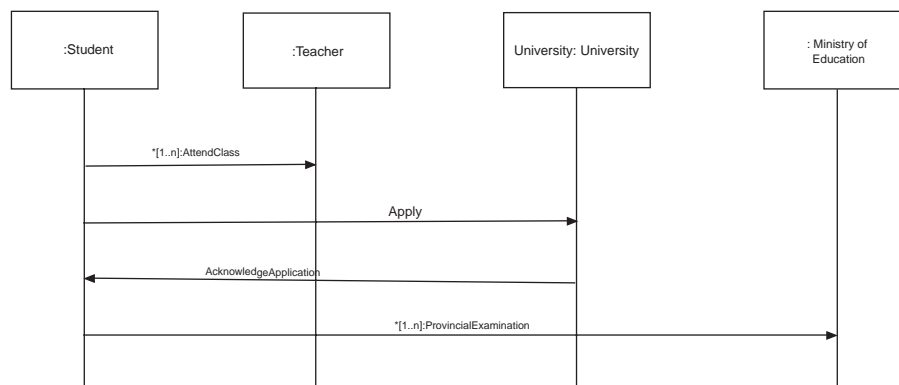 :Student
:Teacher
University: University
: Ministry of
Education
*[1..n]:AttendClass
Apply
AcknowledgeApplication
*[1..n]:ProvincialExamination